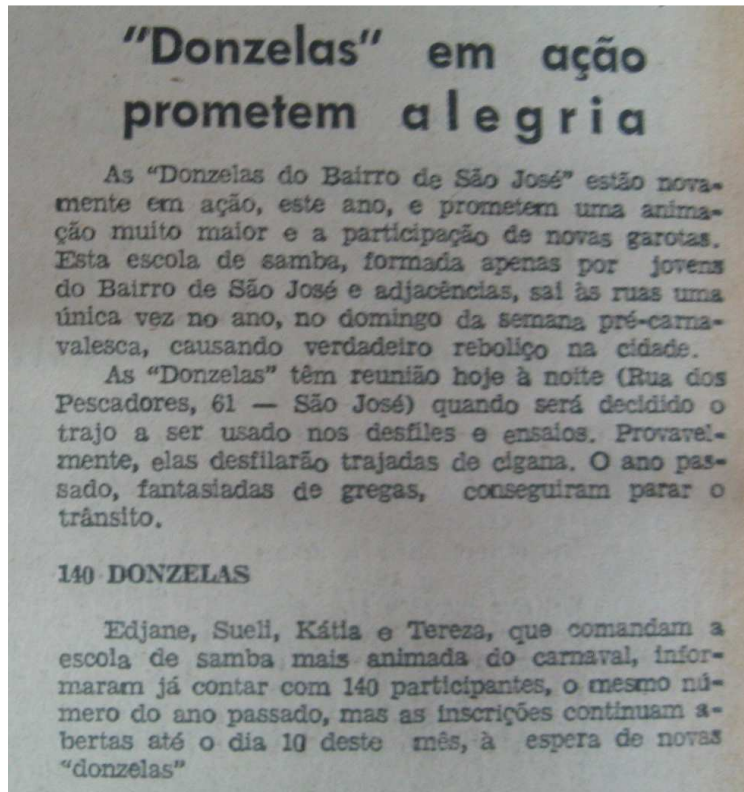 "Donzelas" em ação
prometem alegria
As "Donzelas do Bairro de São José" estão nova-
mente em ação, este ano, e prometem uma anima-
ção muito maior e a participação de novas garotas.
Esta escola de samba, formada apenas por jovens
do Bairro de São José e adjacências, sai às ruas uma
única vez no ano, no domingo da semana pré-carna-
valesca, causando verdadeiro reboliço na cidade.
As "Donzelas" têm reunião hoje à noite (Rua dos
Pescadores, 61 — São José) quando será decidido o
trajo a ser usado nos desfiles e ensaios. Provavel-
mente, elas desfilarão trajadas de cigana. O ano pas-
sado, fantasiadas de gregas, conseguiram parar o
trânsito.
140 DONZELAS
Edjane, Sueli, Kátia e Tereza, que comandam a
escola de samba mais animada do carnaval, infor-
maram já contar com 140 participantes, o mesmo nú-
mero do ano passado, mas as inscrições continuam a-
bertas até o dia 10 deste mês, à espera de novas
"donzelas"